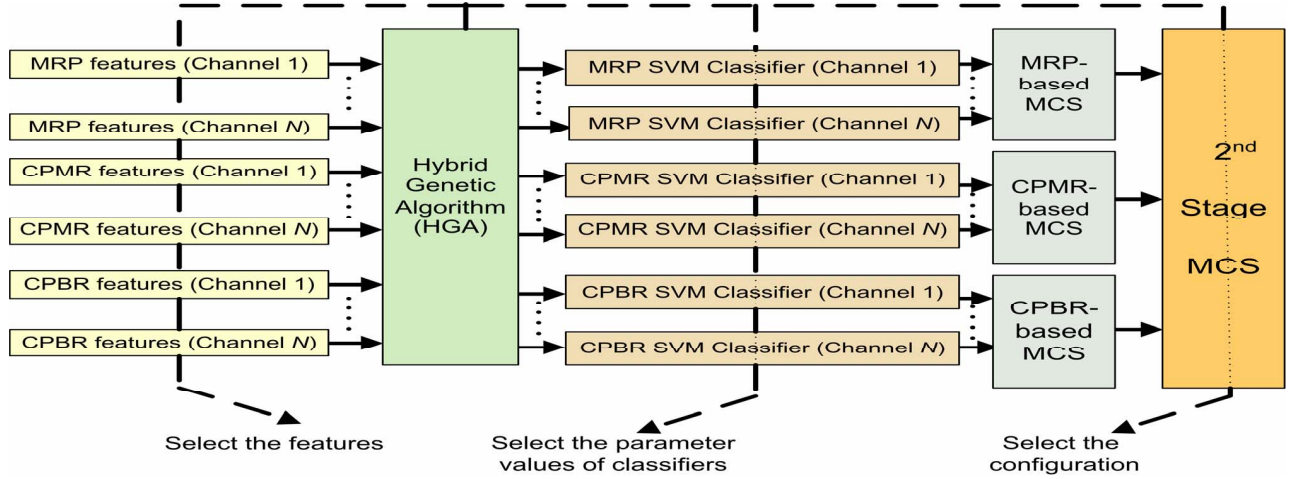 MRP features (Channel 1)
MRP features (Channel N)
CPMR features (Channel 1)
CPMR features (Channel N)
CPBR features (Channel 1)
CPBR features (Channel N)
Hybrid
Genetic
Algorithm
(HGA)
MRP SVM Classifier (Channel 1)
MRP SVM Classifier (Channel N)
CPMR SVM Classifier (Channel 1)
CPMR SVM Classifier (Channel N)
CPBR SVM Classifier (Channel 1)
CPBR SVM Classifier (Channel N)
MRP-
based
MCS
CPMR-
based
MCS
CPBR-
based
MCS
2nd
Stage
MCS
Select the features
Select the parameter
values of classifiers
Select the
configuration